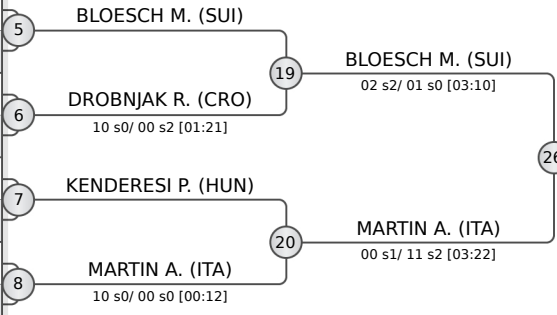 BLOESCH M. (SUI)
5
19
BLOESCH M. (SUI)
02 s2/ 01 s0 [03:10]
DROBNJAK R. (CRO)
6
10 s0/ 00 s2 [01:21]
26
KENDERESI P. (HUN)
7
20
MARTIN A. (ITA)
00 s1/ 11 s2 [03:22]
MARTIN A. (ITA)
8
10 s0/ 00 s0 [00:12]